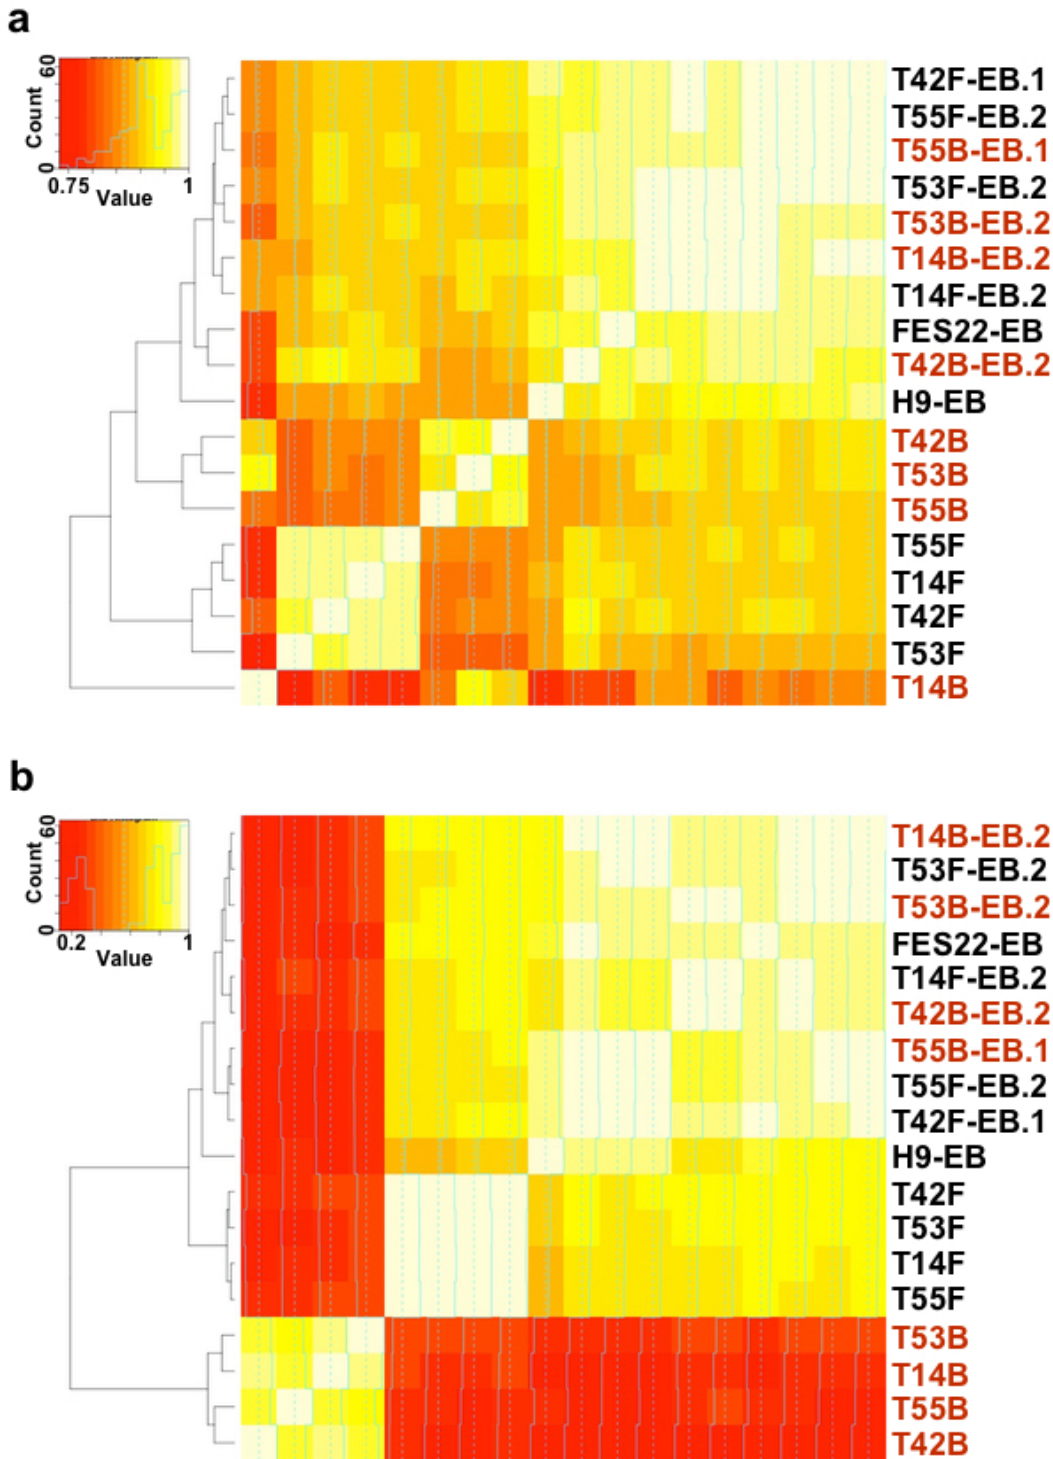 a
60
Count
0
0.75
1
Value
T42F-EB.1
T55F-EB.2
T55B-EB.1
T53F-EB.2
T53B-EB.2
T14B-EB.2
T14F-EB.2
FES22-EB
T42B-EB.2
H9-EB
T42B
T53B
T55B
T55F
T14F
T42F
T53F
T14B
b
60
Count
0
0.2
1
Value
T14B-EB.2
T53F-EB.2
T53B-EB.2
FES22-EB
T14F-EB.2
T42B-EB.2
T55B-EB.1
T55F-EB.2
T42F-EB.1
H9-EB
T42F
T53F
T14F
T55F
T53B
T14B
T55B
T42B